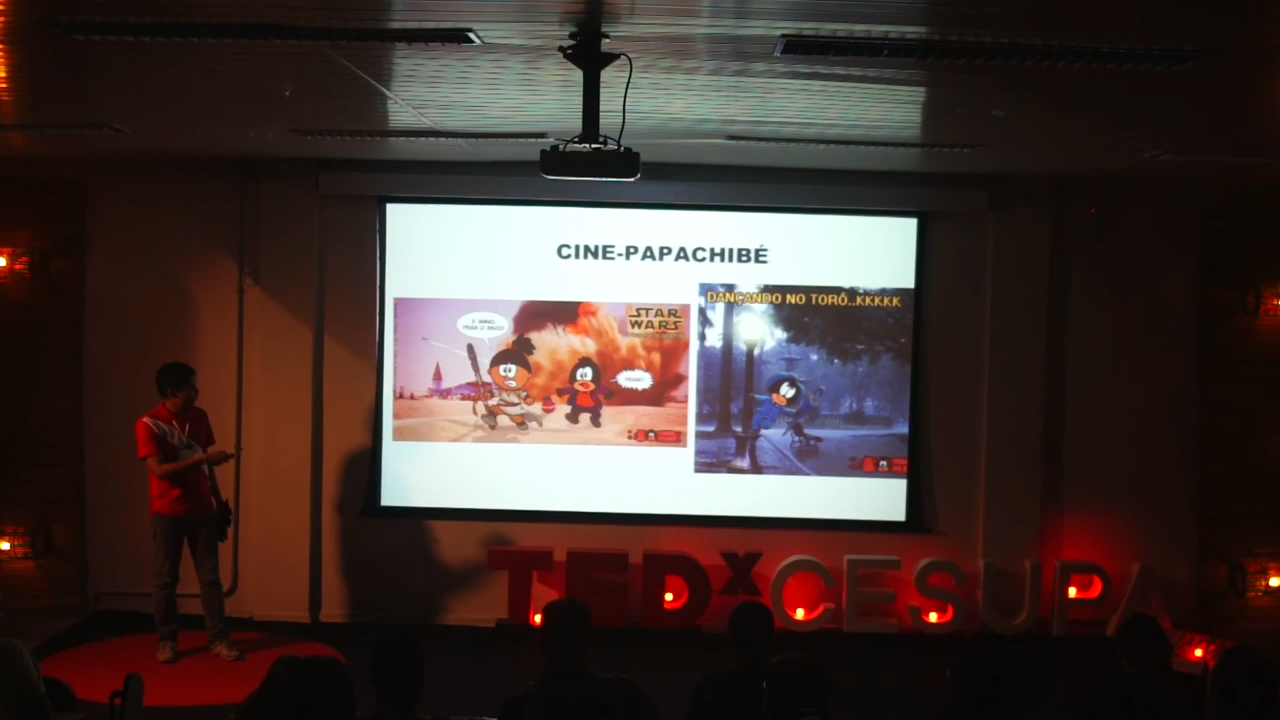 CINE-PAPACHIBÉ
STAR
WARS
DANÇANDO NO TORÓ..KKKKK
TEDxCESUPA